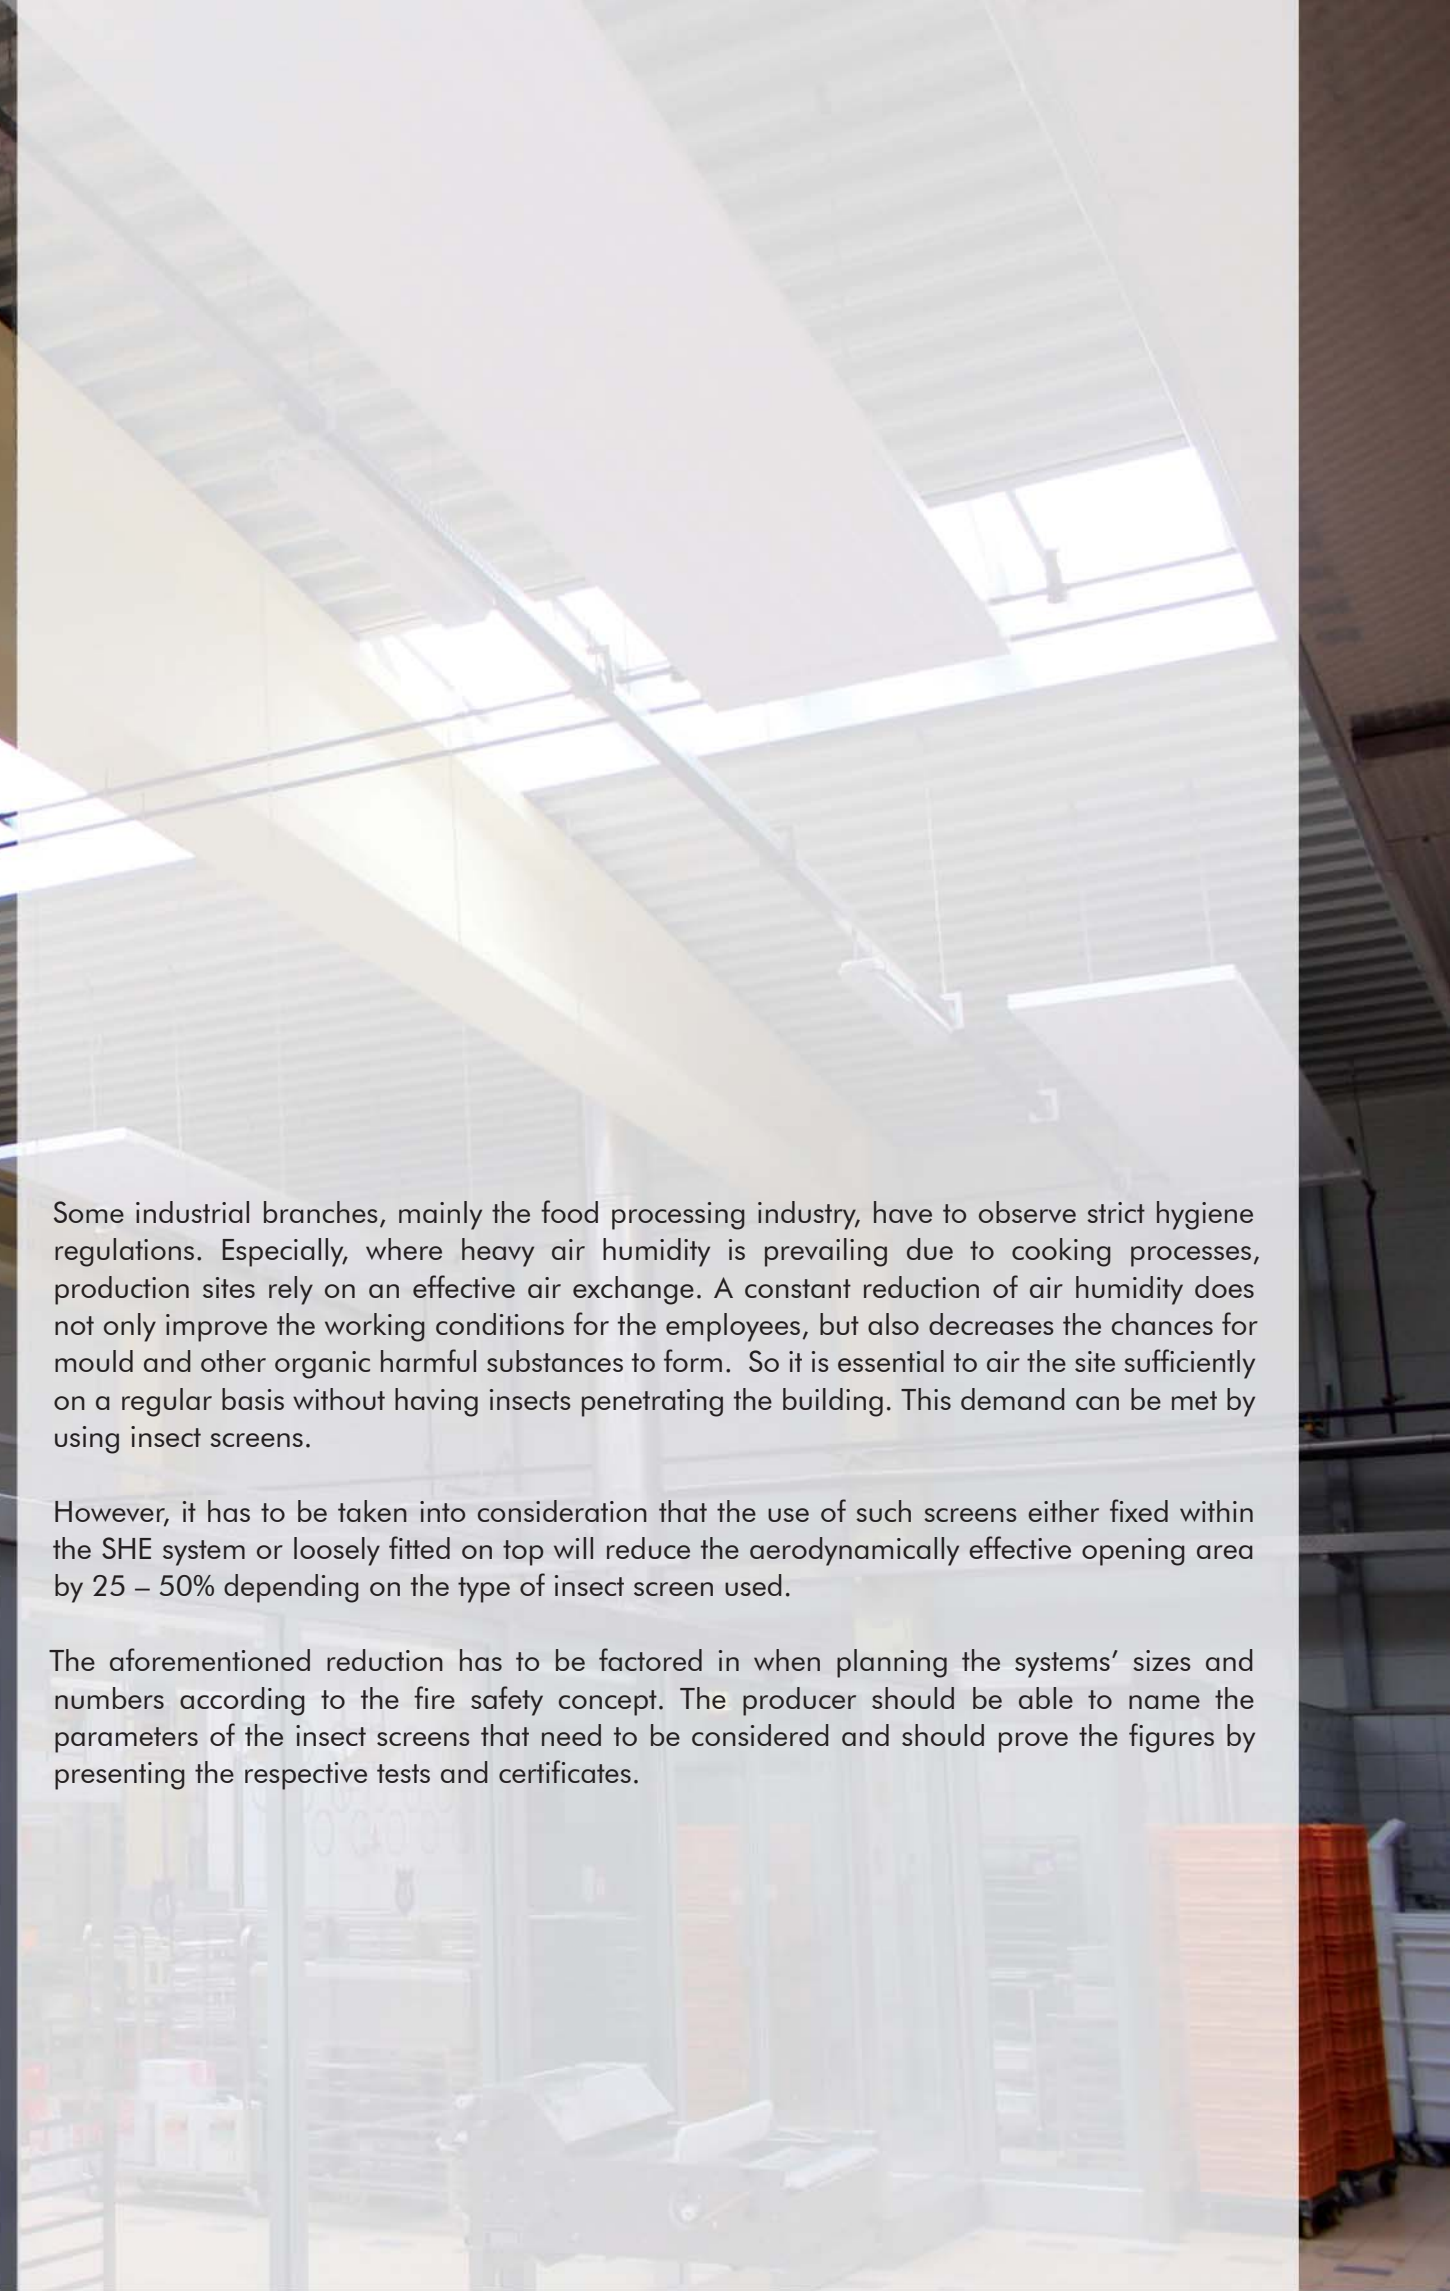 Some industrial branches, mainly the food processing industry, have to observe strict hygiene
regulations. Especially, where heavy air humidity is prevailing due to cooking processes,
production sites rely on an effective air exchange. A constant reduction of air humidity does
not only improve the working conditions for the employees, but also decreases the chances for
mould and other organic harmful substances to form. So it is essential to air the site sufficiently
on a regular basis without having insects penetrating the building. This demand can be met by
using insect screens.
However, it has to be taken into consideration that the use of such screens either fixed within
the SHE system or loosely fitted on top will reduce the aerodynamically effective opening area
by 25 – 50% depending on the type of insect screen used.
The aforementioned reduction has to be factored in when planning the systems’ sizes and
numbers according to the fire safety concept. The producer should be able to name the
parameters of the insect screens that need to be considered and should prove the figures by
presenting the respective tests and certificates.